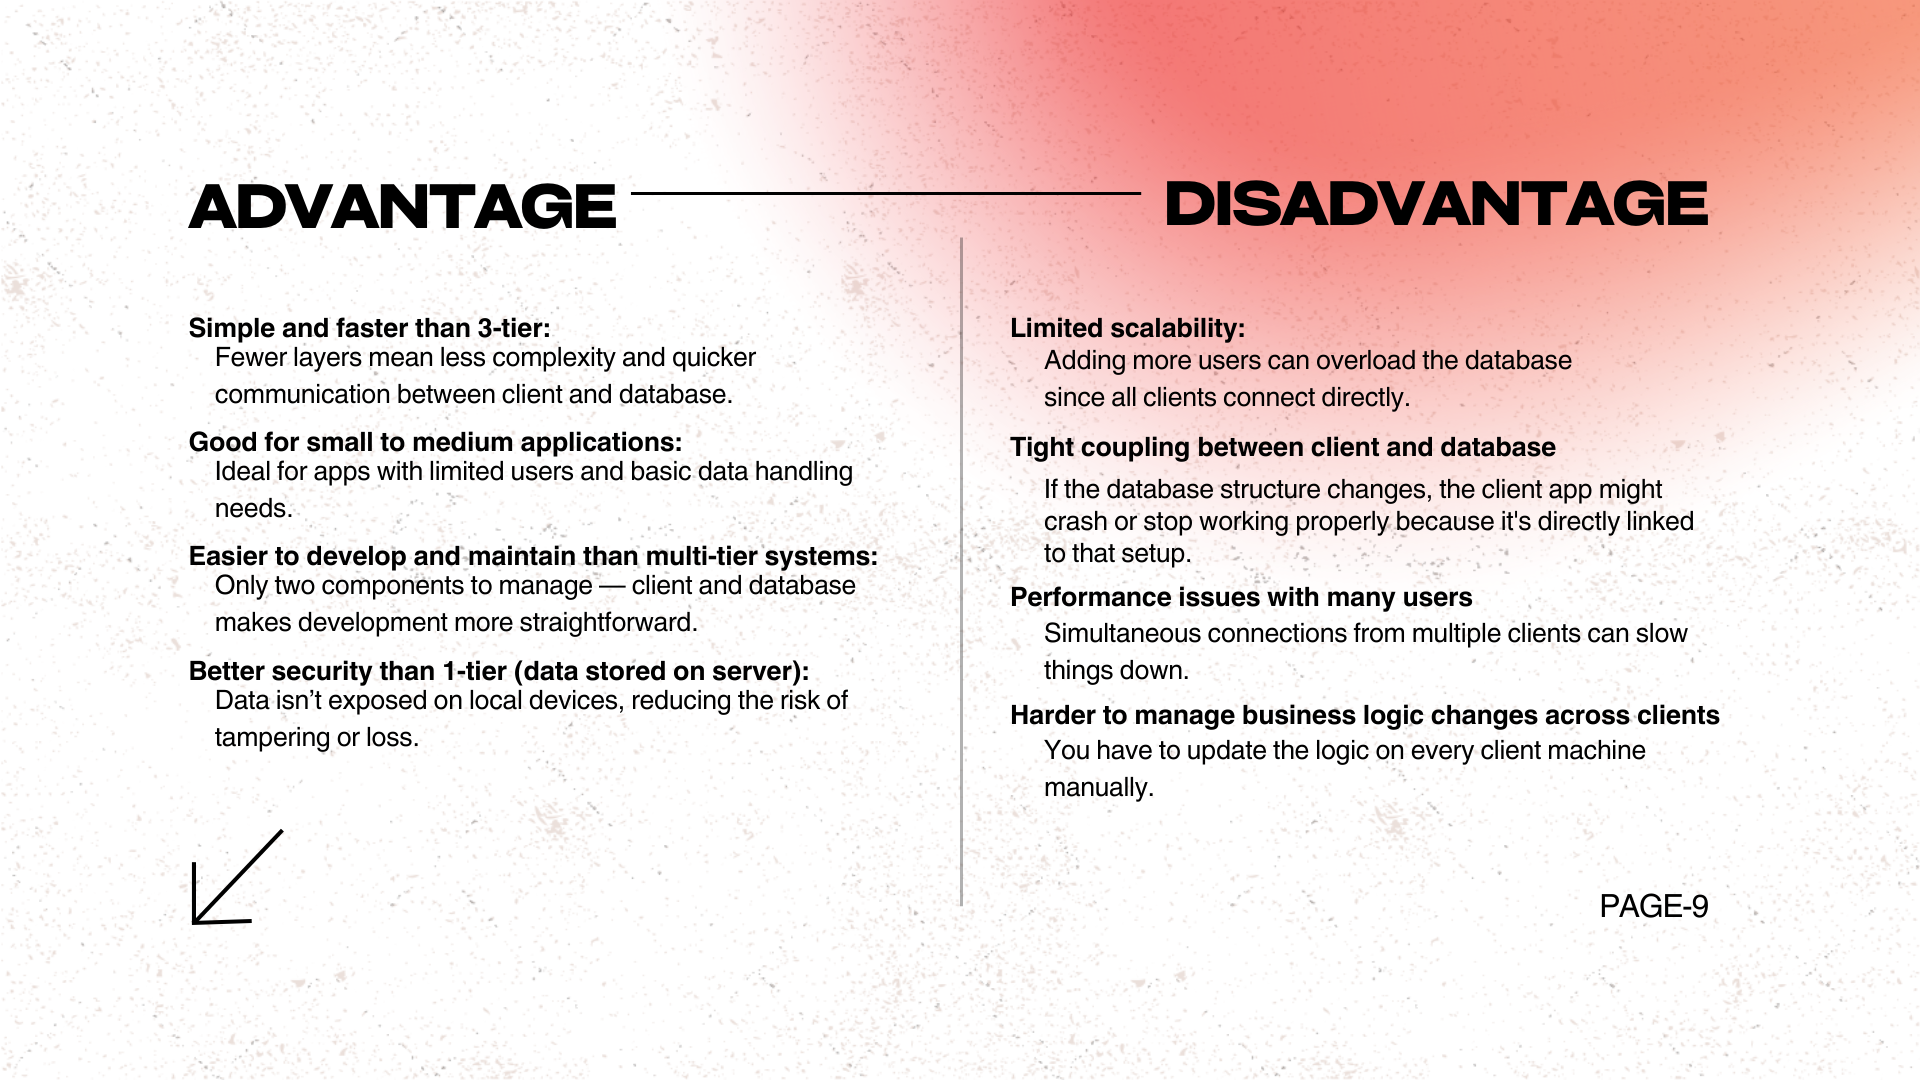 ADVANTAGE
Simple and faster than 3-tier:
Fewer layers mean less complexity and quicker
communication between client and database.
Good for small to medium applications:
Ideal for apps with limited users and basic data handling
needs.
Easier to develop and maintain than multi-tier systems:
Only two components to manage — client and database
makes development more straightforward.
Better security than 1-tier (data stored on server):
Data isn’t exposed on local devices, reducing the risk of
tampering or loss.
DISADVANTAGE
Limited scalability:
Adding more users can overload the database
since all clients connect directly.
Tight coupling between client and database
If the database structure changes, the client app might
crash or stop working properly because it's directly linked
to that setup.
Performance issues with many users
Simultaneous connections from multiple clients can slow
things down.
Harder to manage business logic changes across clients
You have to update the logic on every client machine
manually.
PAGE-9